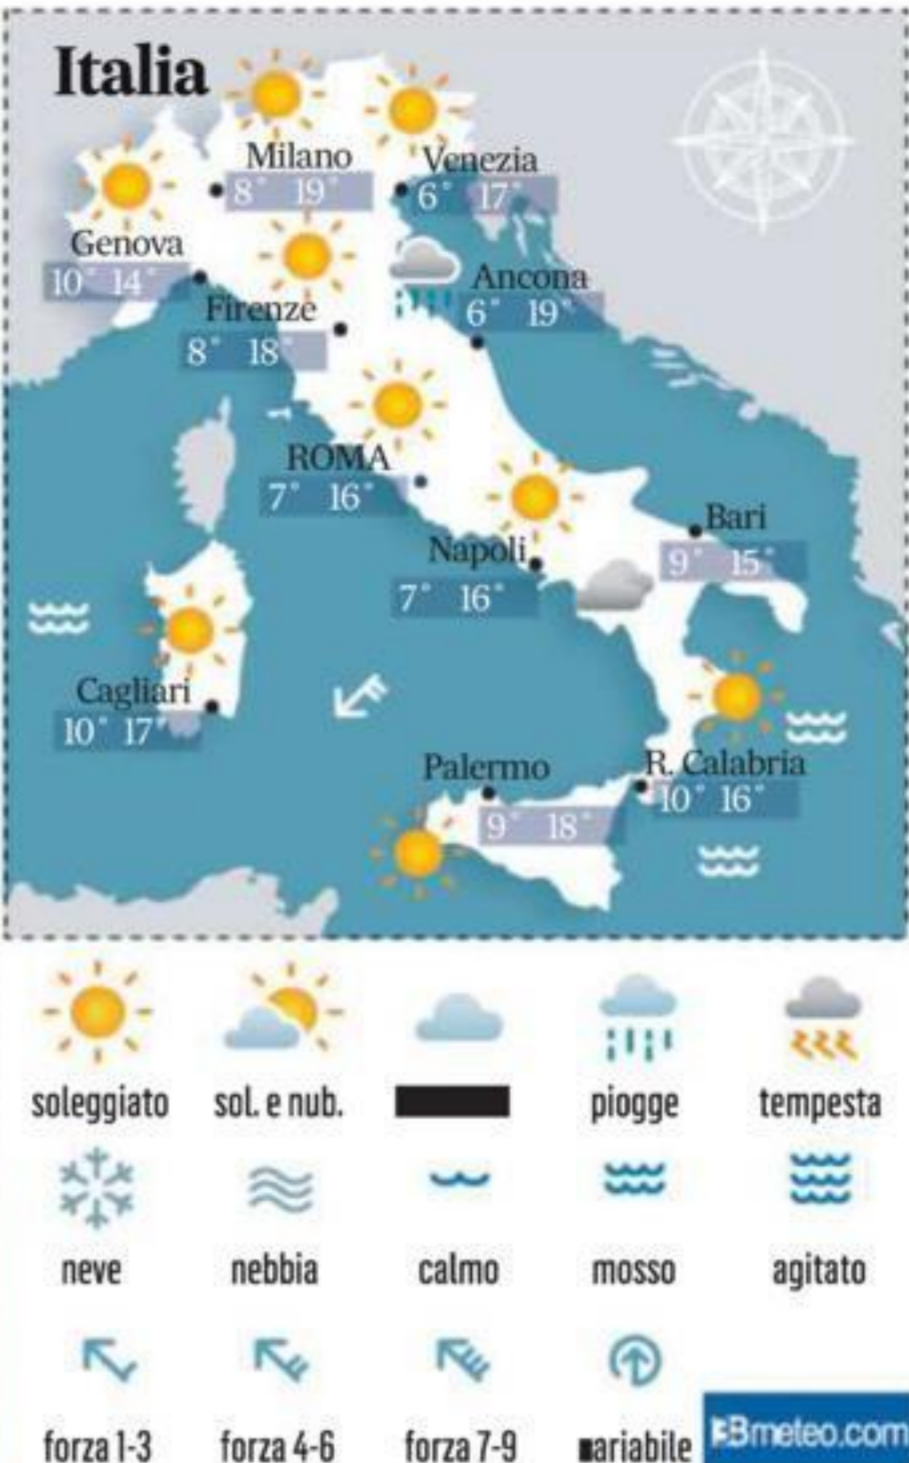 Italia
Milano
8° 19°
Venezia
6° 17°
Genova
10° 14°
Ancona
6° 19°
Firenze
8° 18°
ROMA
7° 16°
Bari
9° 15°
Napoli
7° 16°
Cagliari
10° 17°
Palermo
9° 18°
R. Calabria
10° 16°
soleggiato sol. e nub. piogge tempesta
neve nebbia calmo mosso agitato
forza 1-3 forza 4-6 forza 7-9 ariabile
3Bmeteo.com